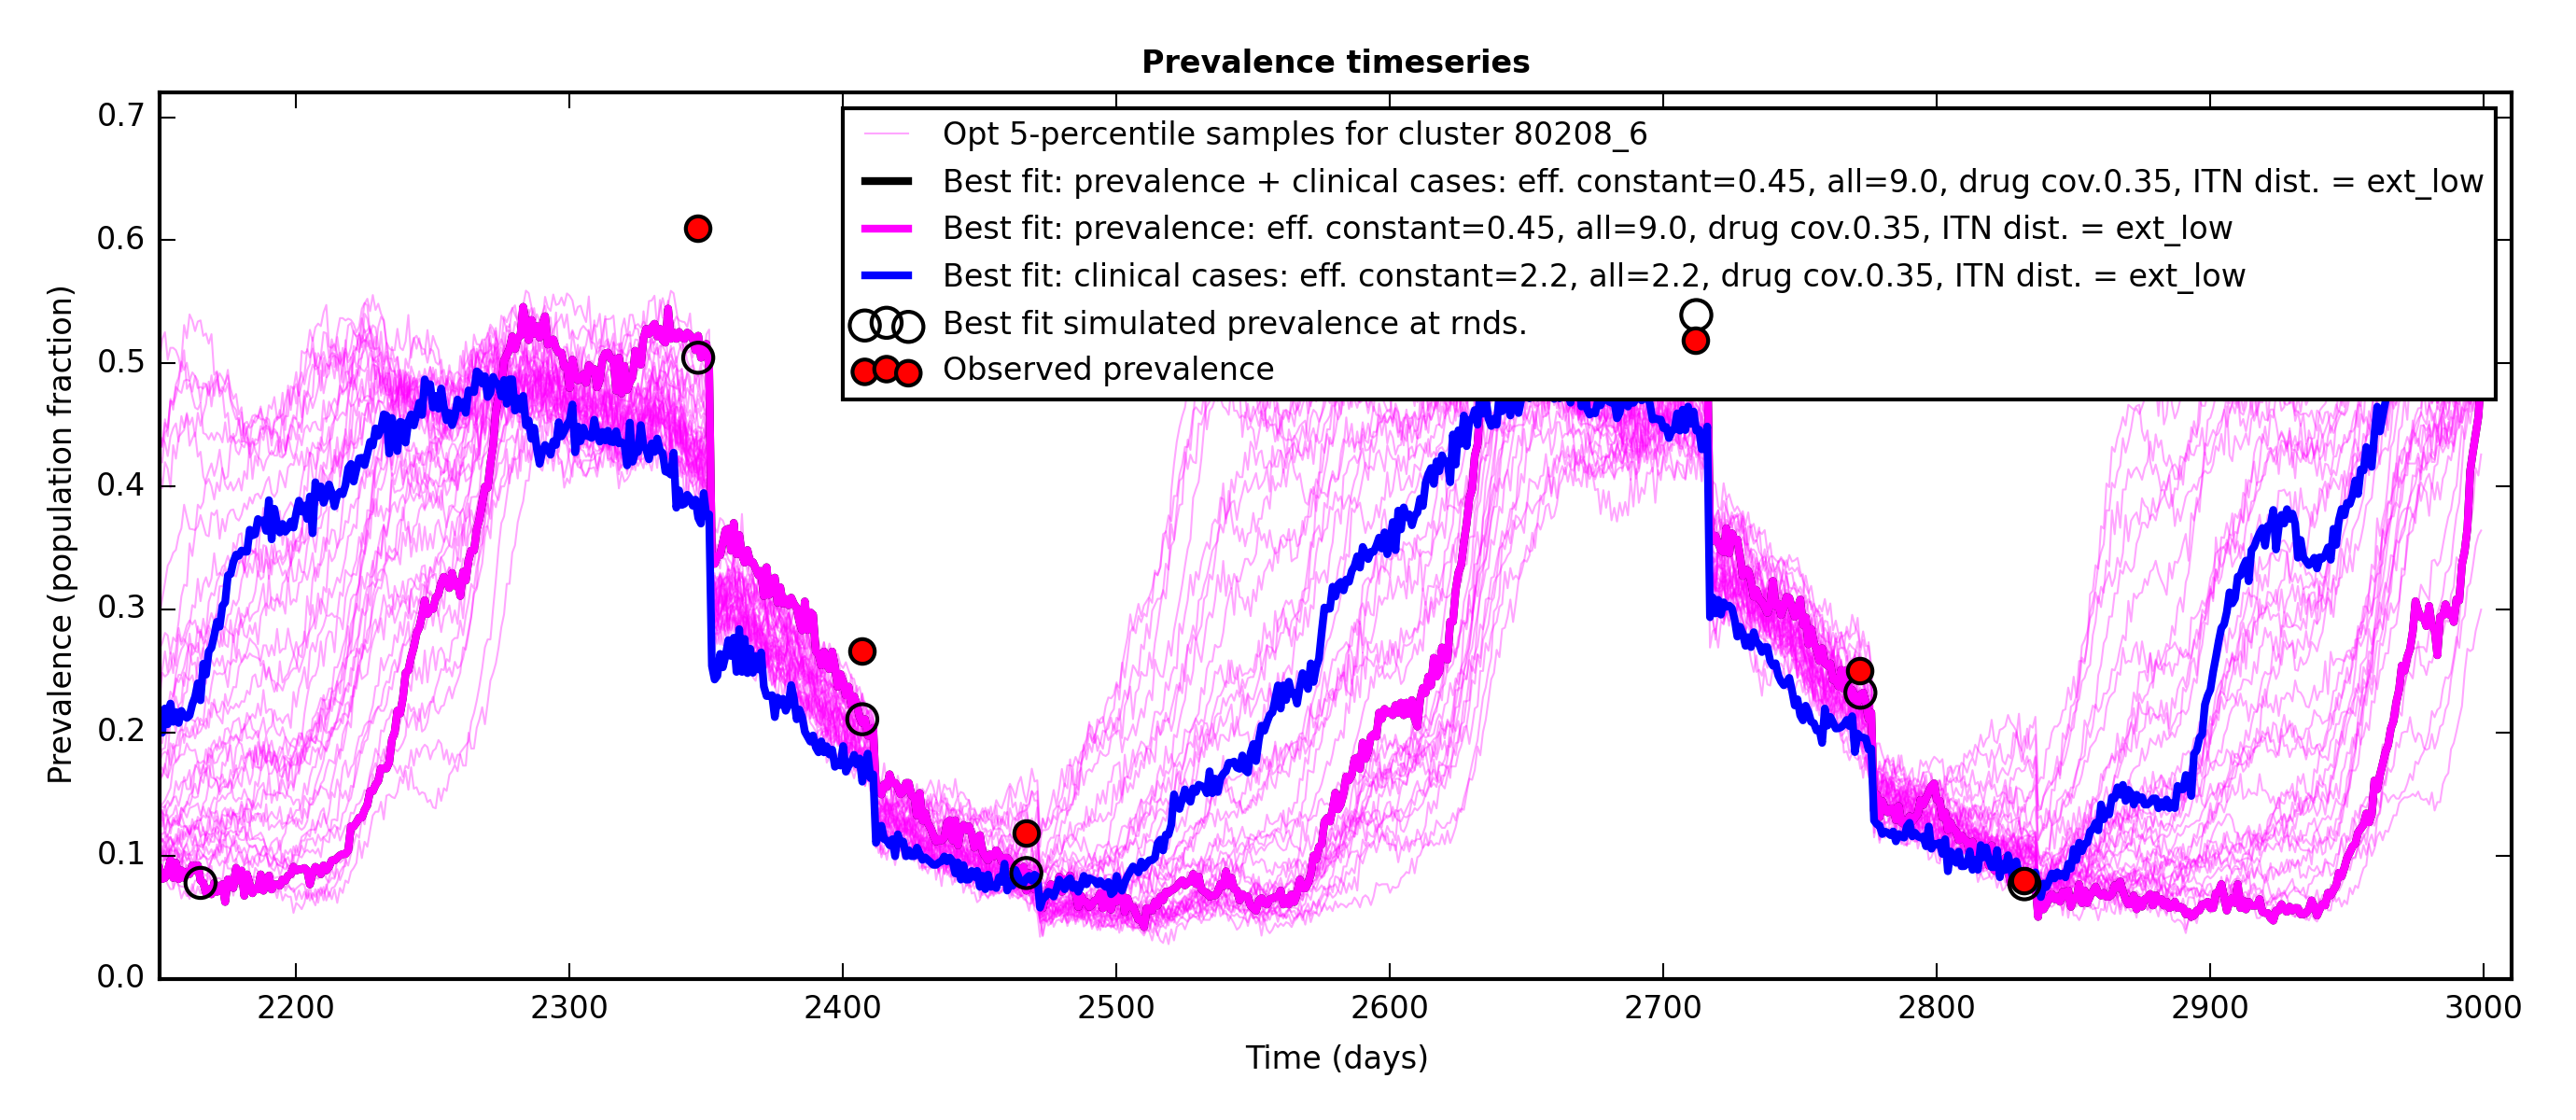 Prevalence timeseries
Opt 5-percentile samples for cluster 80208_6
Best fit: prevalence + clinical cases: eff. constant=0.45, all=9.0, drug cov.0.35, ITN dist. = ext_low
Best fit: prevalence: eff. constant=0.45, all=9.0, drug cov.0.35, ITN dist. = ext_low
Best fit: clinical cases: eff. constant=2.2, all=2.2, drug cov.0.35, ITN dist. = ext_low
Best fit simulated prevalence at rnds.
Observed prevalence
Prevalence (population fraction)
0.7
0.6
0.5
0.4
0.3
0.2
0.1
0.0
2200 2300 2400 2500 2600 2700 2800 2900 3000
Time (days)